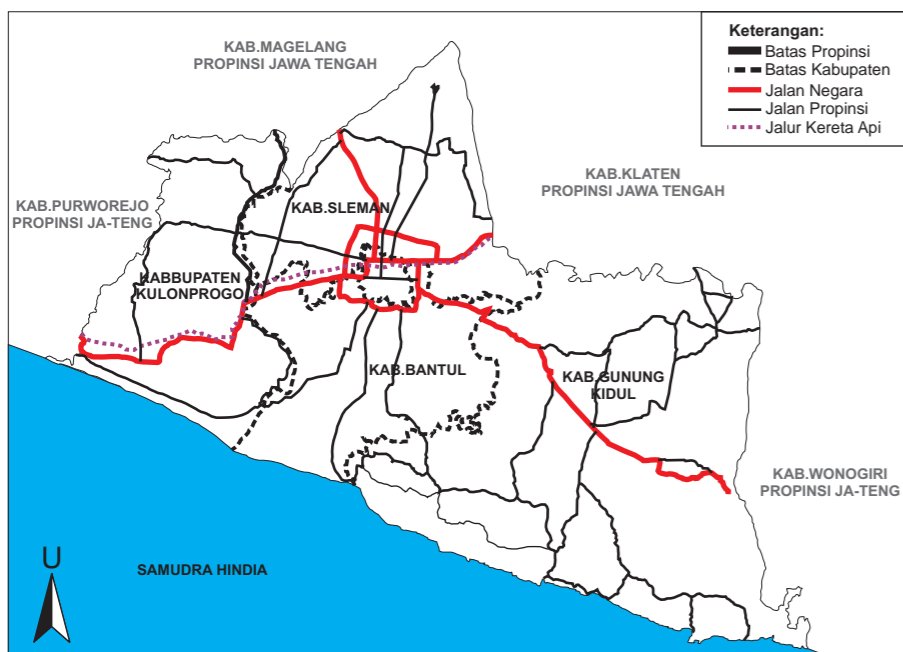 KAB.MAGELANG
PROPINSI JAWA TENGAH
Keterangan:
Batas Propinsi
Batas Kabupaten
Jalan Negara
Jalan Propinsi
Jalur Kereta Api
KAB.KLATEN
PROPINSI JAWA TENGAH
KAB.PURWOREJO
PROPINSI JA-TENG
KAB.SLEMAN
KABBUPATEN
KULONPROGO
KAB.BANTUL
KAB.GUNUNG
KIDUL
KAB.WONOGIRI
PROPINSI JA-TENG
U
SAMUDRA HINDIA